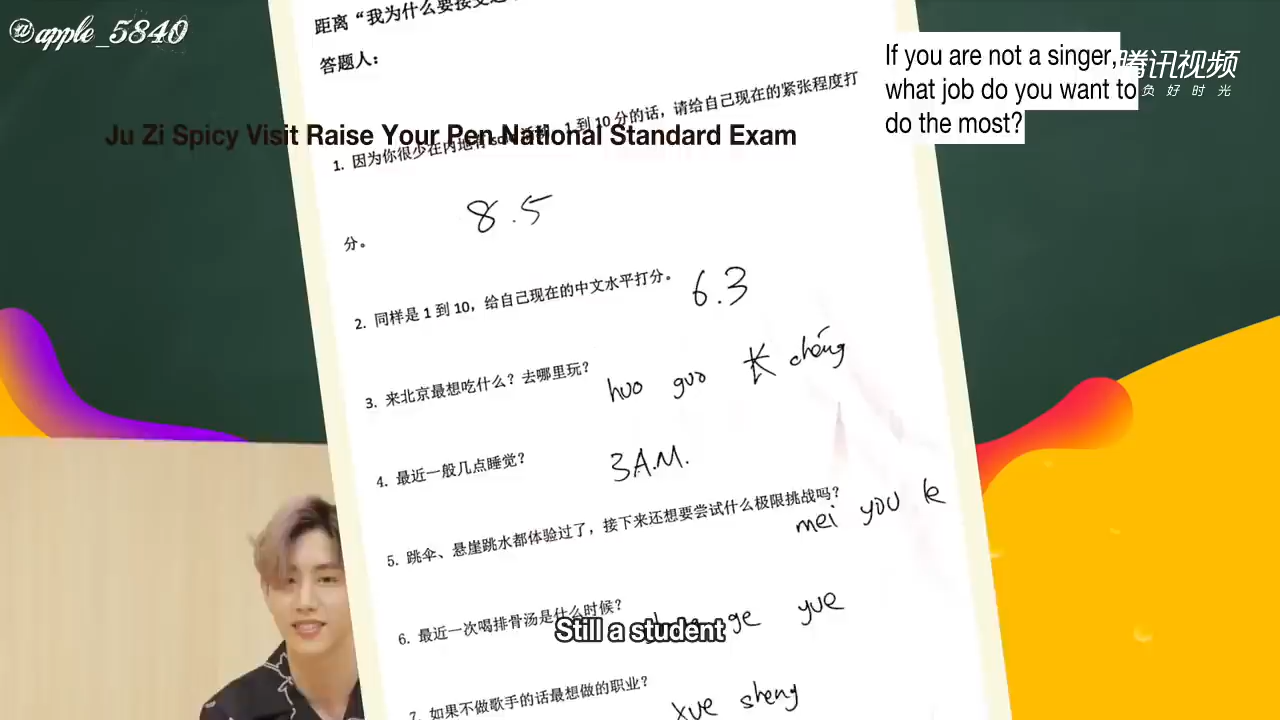 @apple_5840
距离“我为什么要接受
答题人：
If you are not a singer,
what job do you want to
do the most?
腾讯视频
负好时光
Ju Zi Spicy Visit Raise Your Pen National Standard Exam
1. 因为你很少在内地有 solo 1 到 10 分的话，请给自己现在的紧张程度打
分。
8.5
2. 同样是 1 到 10，给自己现在的中文水平打分。 6.3
3. 来北京最想吃什么？去哪里玩？ huo guo 长 chéng
4. 最近一般几点睡觉？ 3A.M.
5. 跳伞、悬崖跳水都体验过了，接下来还想要尝试什么极限挑战吗？ mei you le
6. 最近一次喝排骨汤是什么时候？ ge yue
Still a student
7. 如果不做歌手的话最想做的职业？ xue sheng